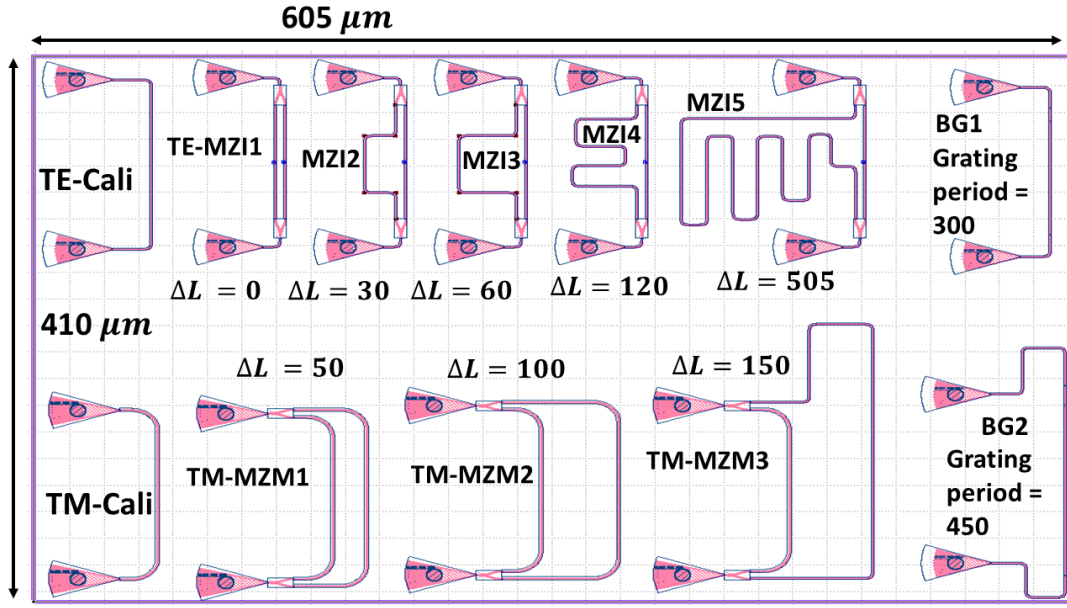 605 μm
TE-Cali
TE-MZI1
MZI2
MZI3
MZI4
MZI5
BG1
Grating
period =
300
ΔL = 0
ΔL = 30
ΔL = 60
ΔL = 120
ΔL = 505
410 μm
ΔL = 50
ΔL = 100
ΔL = 150
TM-Cali
TM-MZM1
TM-MZM2
TM-MZM3
BG2
Grating
period =
450